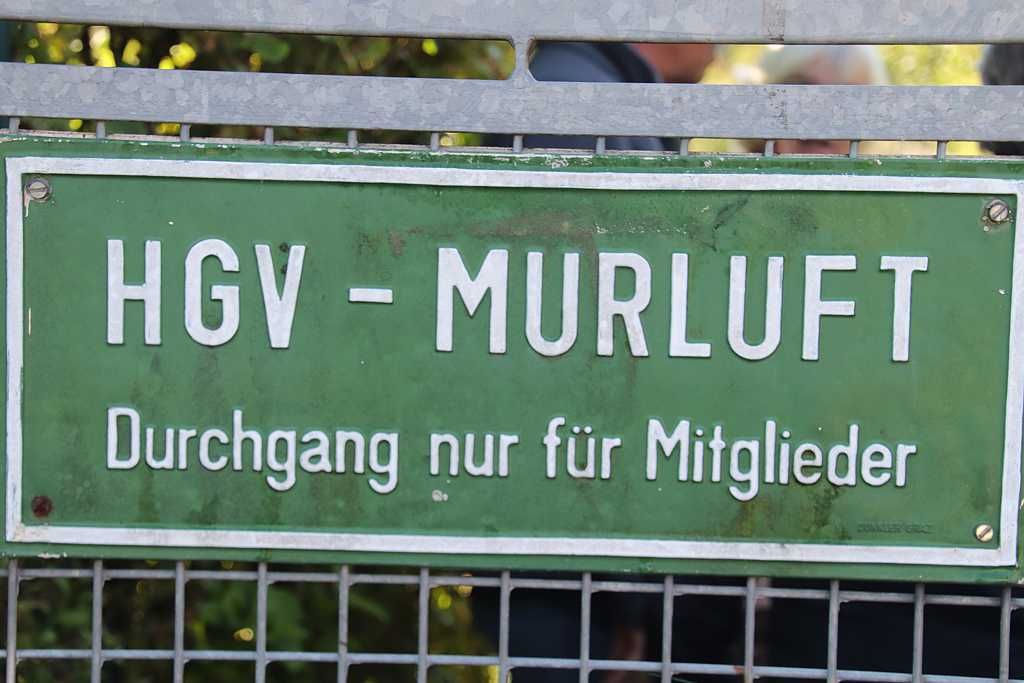 HGV - MURLUFT
Durchgang nur für Mitglieder